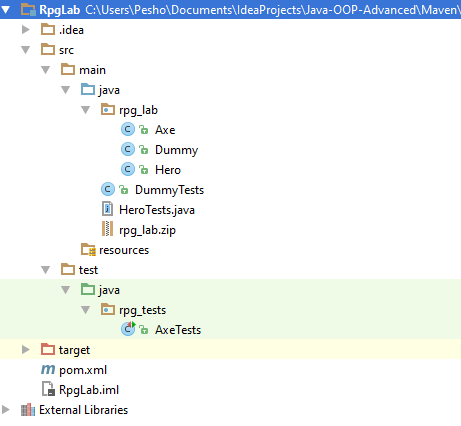 RpgLab C:\Users\Pesho\Documents\IdeaProjects\Java-OOP-Advanced\Maven\
.idea
src
main
java
rpg_lab
C Axe
C Dummy
C Hero
C DummyTests
HeroTests.java
rpg_lab.zip
resources
test
java
rpg_tests
C AxeTests
target
m pom.xml
RpgLab.iml
External Libraries